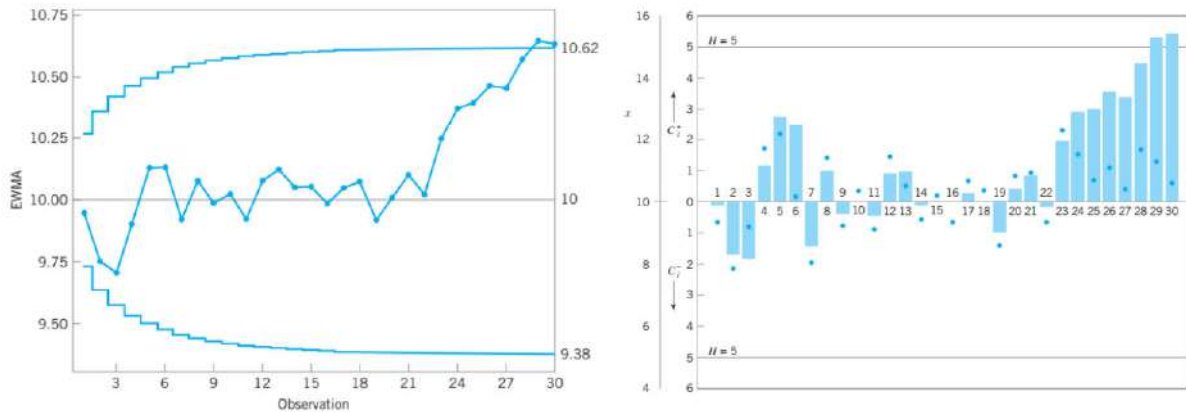 10.75
10.50
10.25
10.00
9.75
9.50
EWMA
10.62
10
9.38
3 6 9 12 15 18 21 24 27 30
Observation
16
14
12
10
8
6
4
x
6
5
4
3
2
1
0
1
2
3
4
5
6
H = 5
C+i
C−i
H = 5
1 2 3 7 9 11 14 16 19 22
4 5 6 8 10 12 13 15 17 18 20 21 23 24 25 26 27 28 29 30